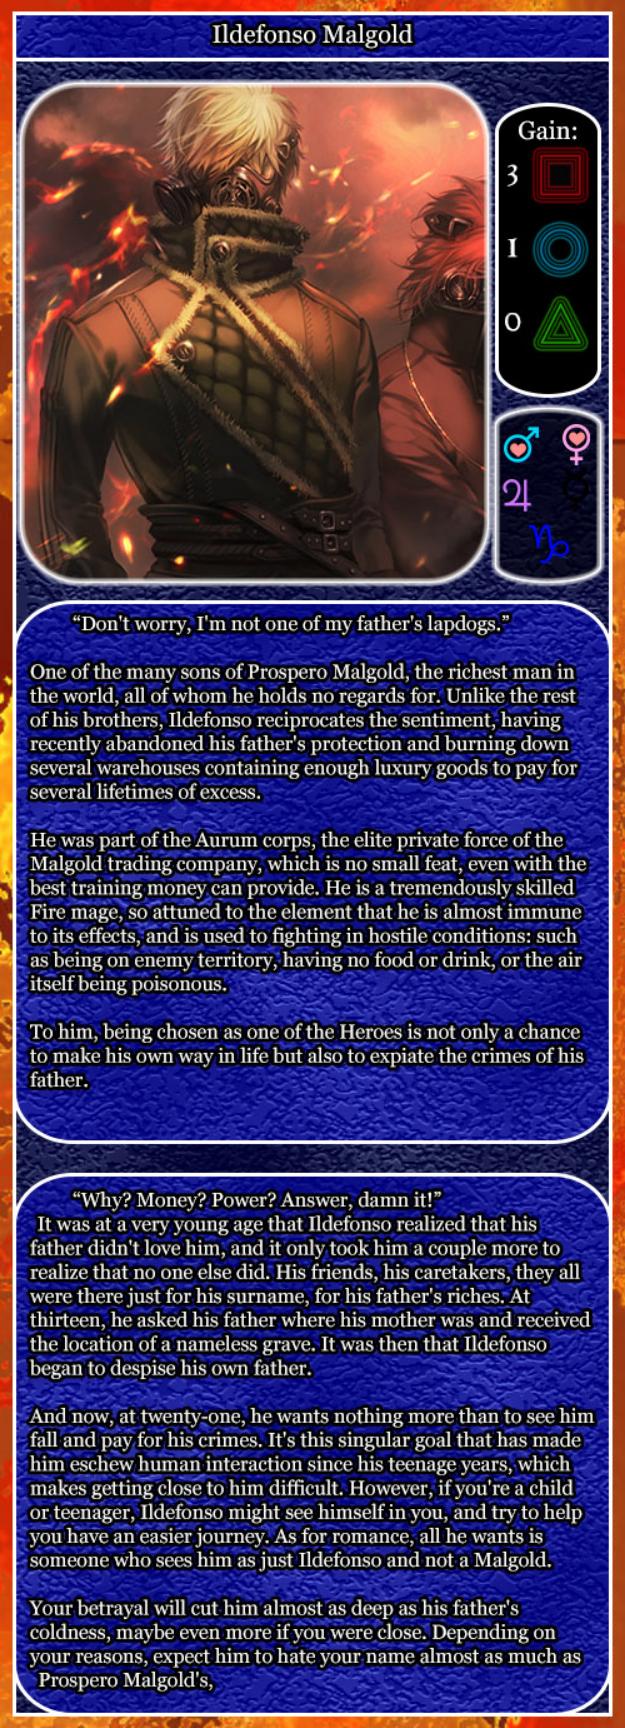 Ildefonso Malgold
Gain:
3
1
0
“Don't worry, I'm not one of my father's lapdogs.”
One of the many sons of Prospero Malgold, the richest man in
the world, all of whom he holds no regards for. Unlike the rest
of his brothers, Ildefonso reciprocates the sentiment, having
recently abandoned his father's protection and burning down
several warehouses containing enough luxury goods to pay for
several lifetimes of excess.
He was part of the Aurum corps, the elite private force of the
Malgold trading company, which is no small feat, even with the
best training money can provide. He is a tremendously skilled
Fire mage, so attuned to the element that he is almost immune
to its effects, and is used to fighting in hostile conditions: such
as being on enemy territory, having no food or drink, or the air
itself being poisonous.
To him, being chosen as one of the Heroes is not only a chance
to make his own way in life but also to expiate the crimes of his
father.
“Why? Money? Power? Answer, damn it!”
It was at a very young age that Ildefonso realized that his
father didn't love him, and it only took him a couple more to
realize that no one else did. His friends, his caretakers, they all
were there just for his surname, for his father's riches. At
thirteen, he asked his father where his mother was and received
the location of a nameless grave. It was then that Ildefonso
began to despise his own father.
And now, at twenty-one, he wants nothing more than to see him
fall and pay for his crimes. It's this singular goal that has made
him eschew human interaction since his teenage years, which
makes getting close to him difficult. However, if you're a child
or teenager, Ildefonso might see himself in you, and try to help
you have an easier journey. As for romance, all he wants is
someone who sees him as just Ildefonso and not a Malgold.
Your betrayal will cut him almost as deep as his father's
coldness, maybe even more if you were close. Depending on
your reasons, expect him to hate your name almost as much as
Prospero Malgold's,